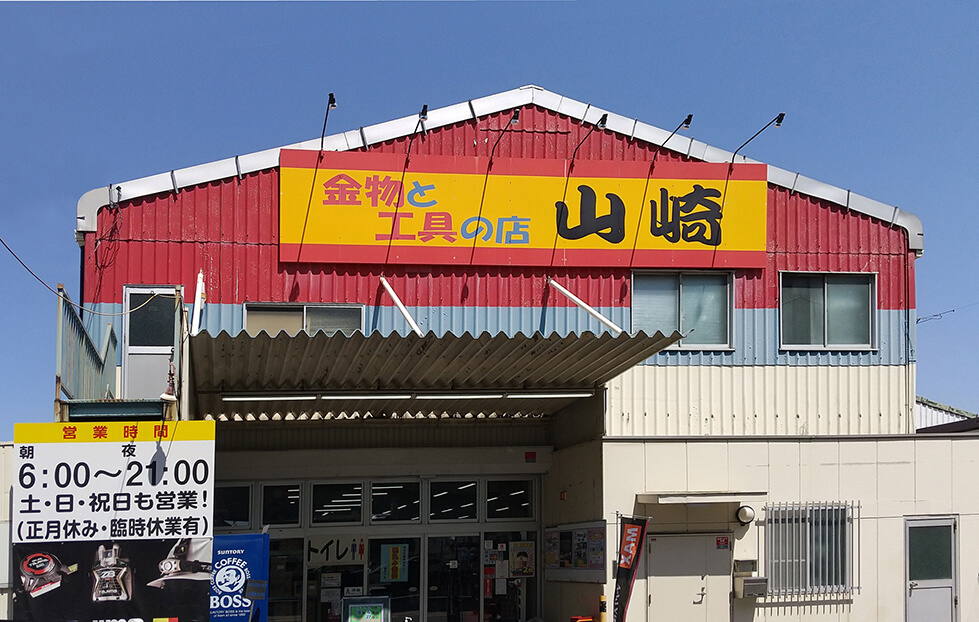 金物と
工具の店
山崎
営業時間
朝 夜
6:00～21:00
土・日・祝日も営業!
(正月休み・臨時休業有)
トイレ
SUNTORY
COFFEE
BOSS
MAX